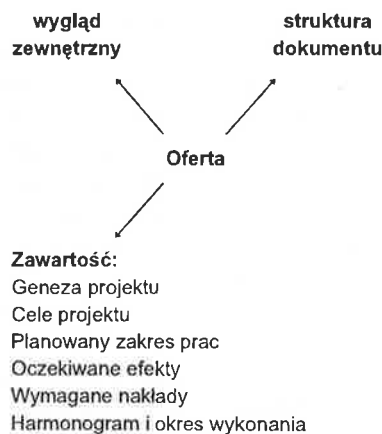 wygląd
zewnętrzny
struktura
dokumentu
Oferta
Zawartość:
Geneza projektu
Cele projektu
Planowany zakres prac
Oczekiwane efekty
Wymagane nakłady
Harmonogram i okres wykonania